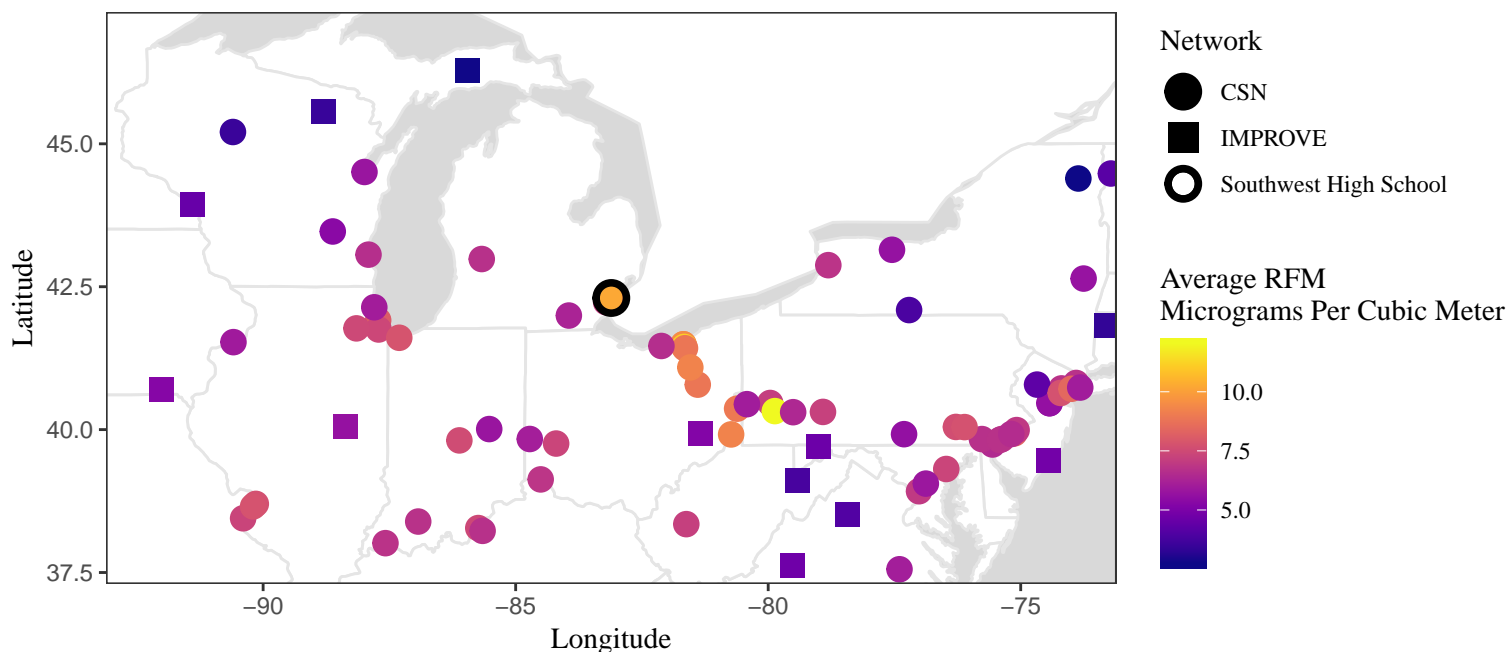 Network
CSN
IMPROVE
Southwest High School
Average RFM
Micrograms Per Cubic Meter
10.0
7.5
5.0
Latitude
45.0
42.5
40.0
37.5
−90
−85
−80
−75
Longitude